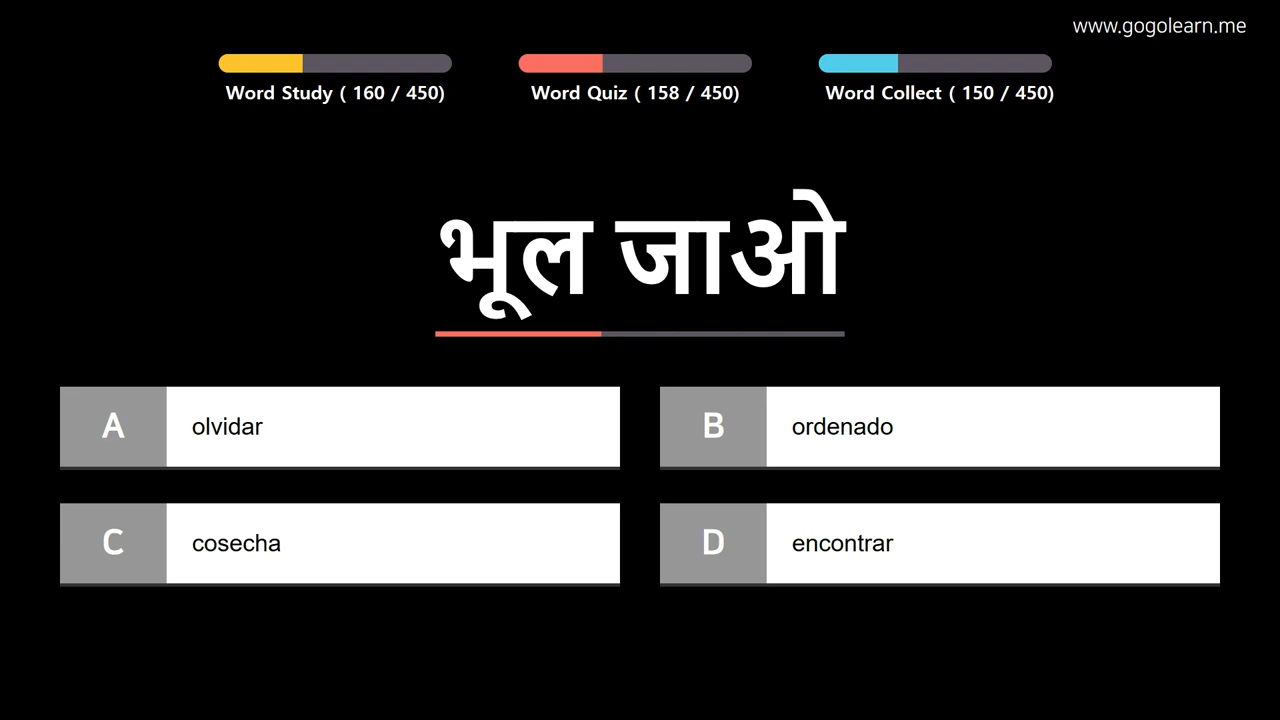 www.gogolearn.me
Word Study ( 160 / 450)
Word Quiz ( 158 / 450)
Word Collect ( 150 / 450)
भूल जाओ
A olvidar
B ordenado
C cosecha
D encontrar